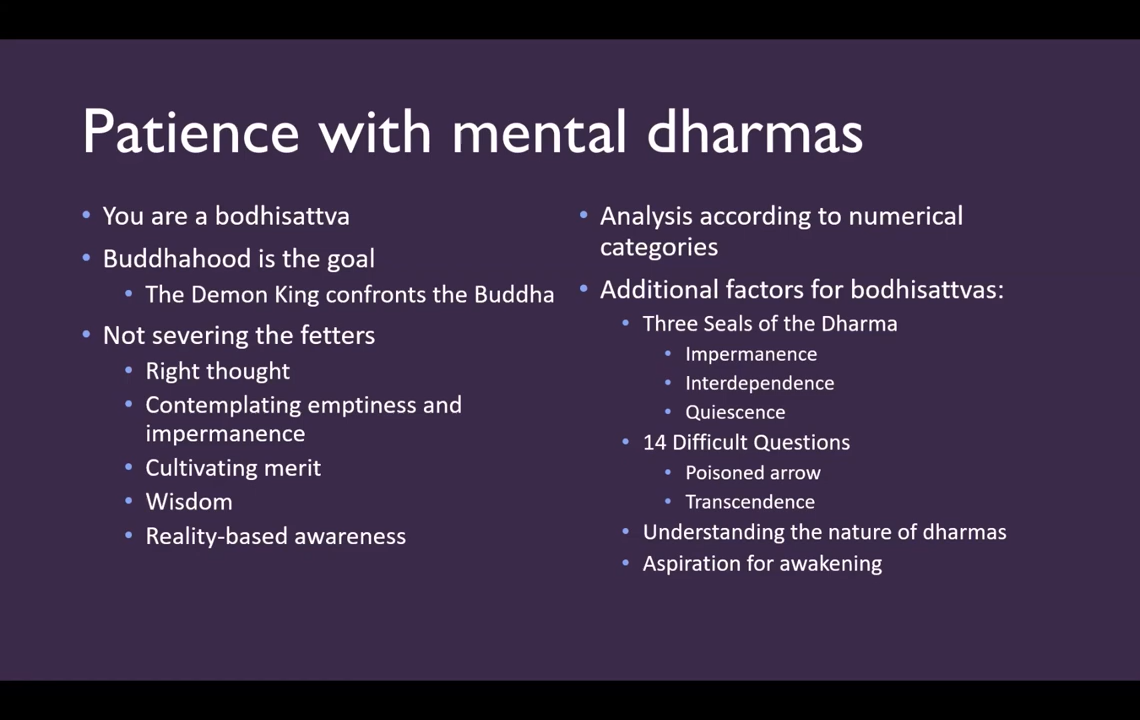 Patience with mental dharmas
• You are a bodhisattva
• Buddhahood is the goal
• The Demon King confronts the Buddha
• Not severing the fetters
• Right thought
• Contemplating emptiness and
impermanence
• Cultivating merit
• Wisdom
• Reality-based awareness
• Analysis according to numerical
categories
• Additional factors for bodhisattvas:
• Three Seals of the Dharma
• Impermanence
• Interdependence
• Quiescence
• 14 Difficult Questions
• Poisoned arrow
• Transcendence
• Understanding the nature of dharmas
• Aspiration for awakening